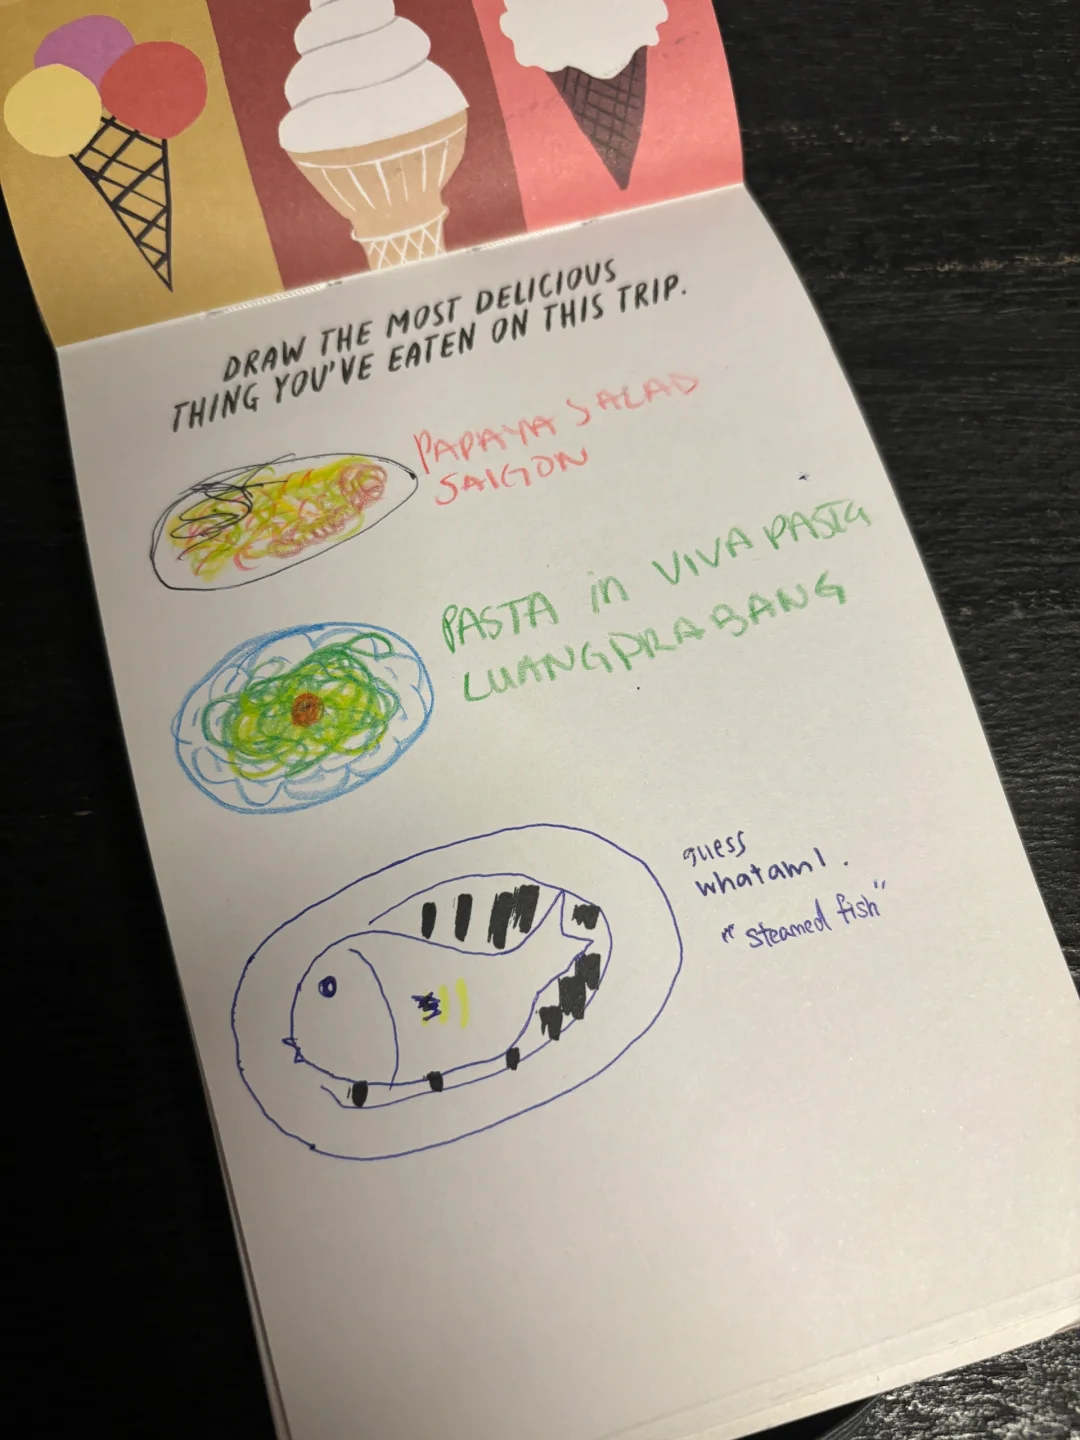 DRAW THE MOST DELICIOUS
THING YOU'VE EATEN ON THIS TRIP.
PAPAYA SALAD
SAIGON
PASTA in VIVA PASTA
LUANGPRABANG
guess
whatamI.
"steamed fish"